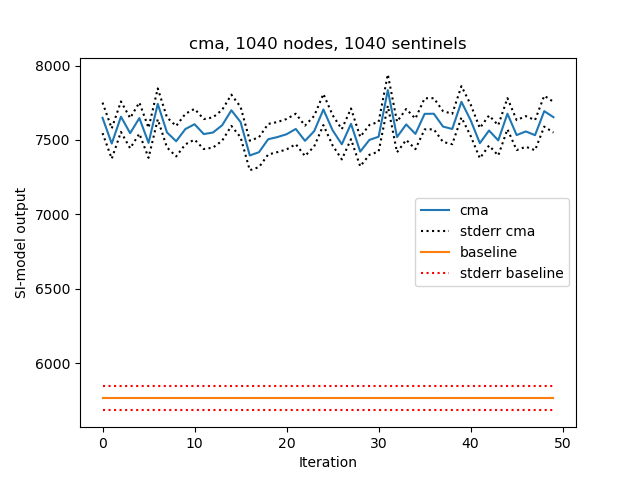 cma, 1040 nodes, 1040 sentinels
8000
7500
7000
6500
6000
SI-model output
cma
stderr cma
baseline
stderr baseline
0 10 20 30 40 50
Iteration